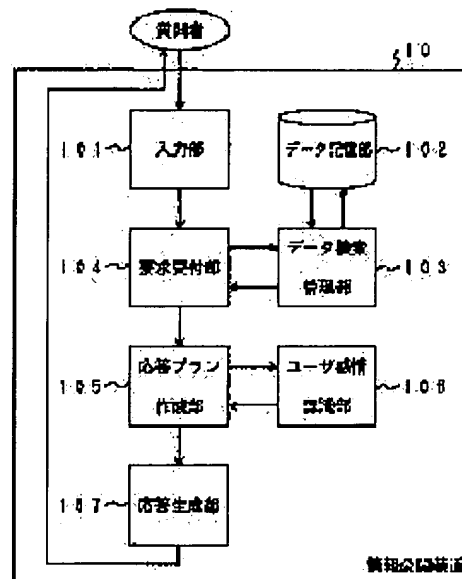 質問者
10
101
入力部
データ記憶部
102
104
要求受付部
データ検索
管理部
103
105
応答プラン
作成部
ユーザ感情
認識部
106
107
応答生成部
情報公開装置